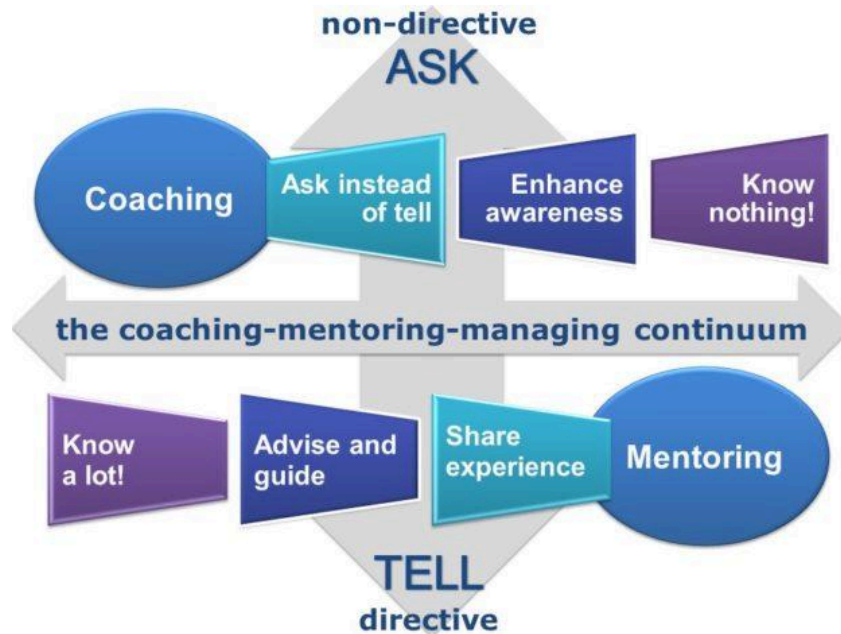 non-directive
ASK
Coaching
Ask instead
of tell
Enhance
awareness
Know
nothing!
the coaching-mentoring-managing continuum
Know
a lot!
Advise and
guide
Share
experience
Mentoring
TELL
directive